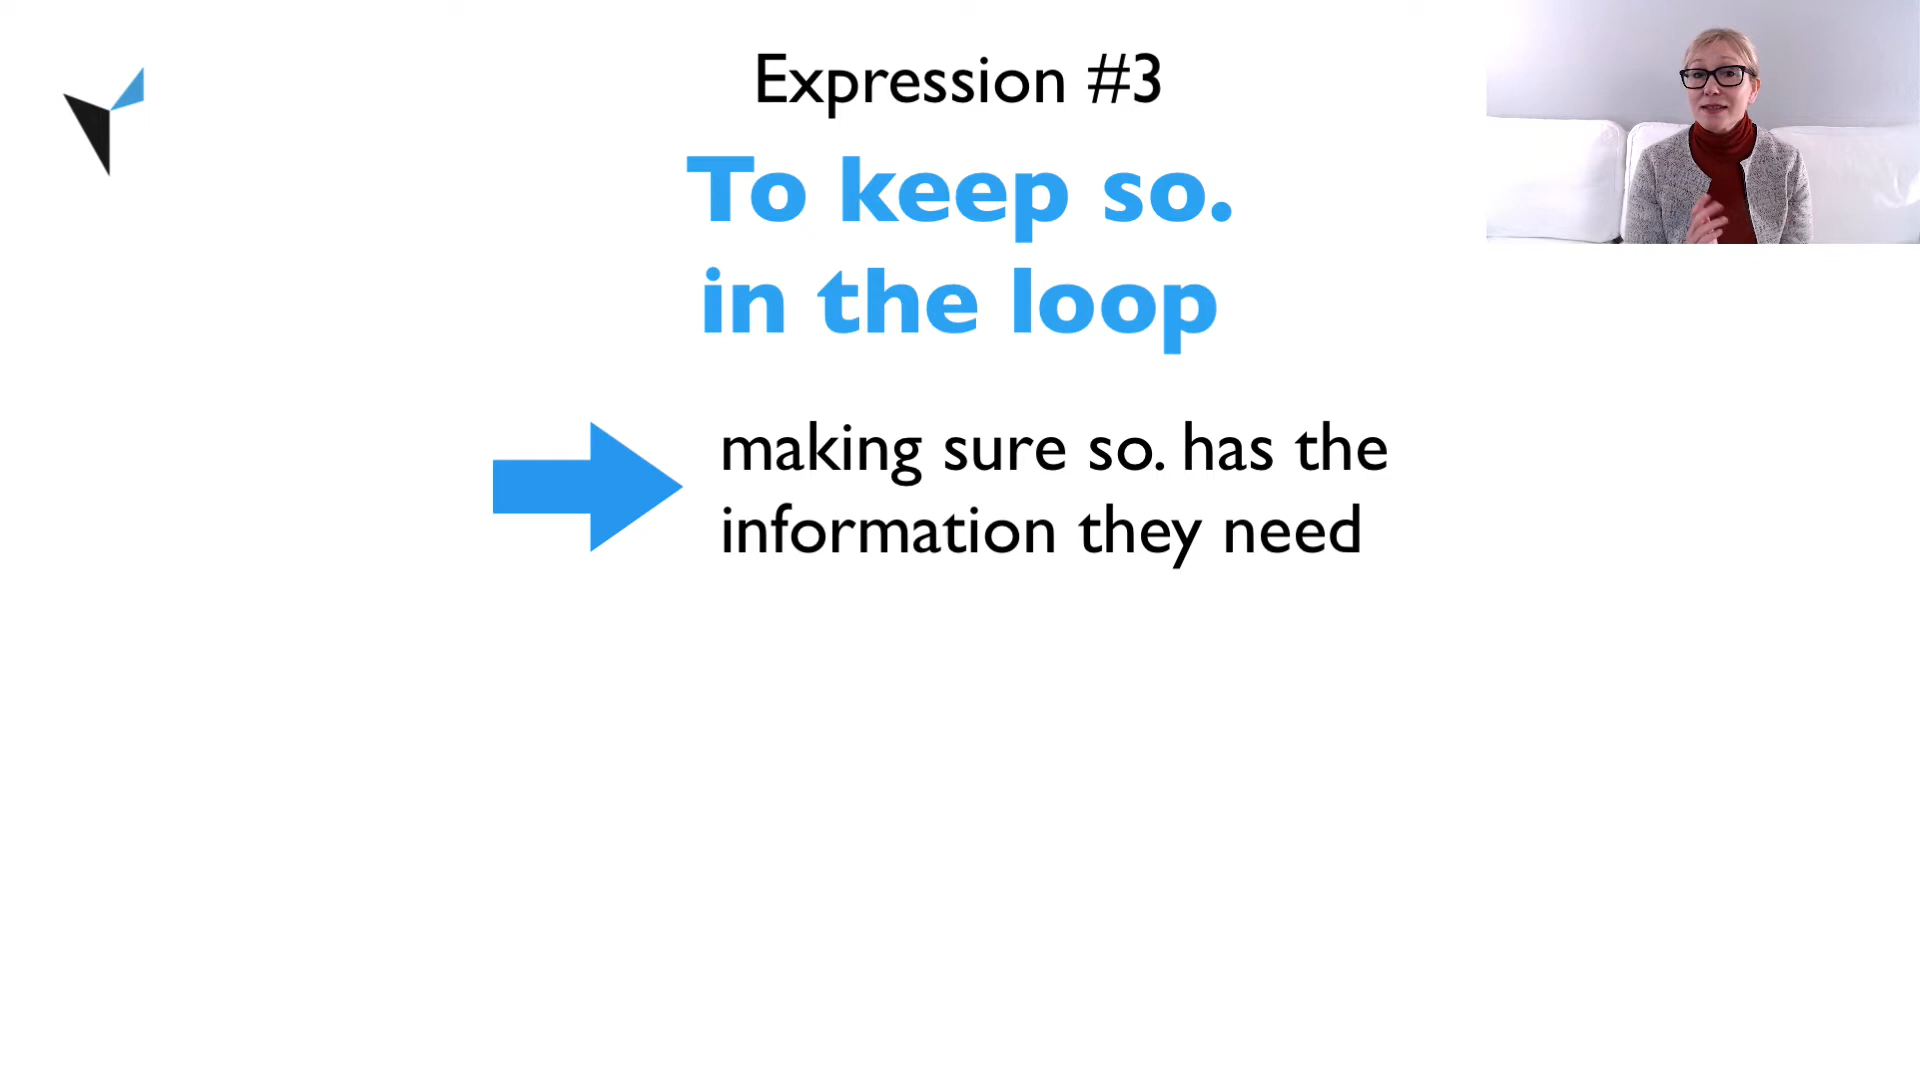 Expression #3
To keep so.
in the loop
making sure so. has the
information they need